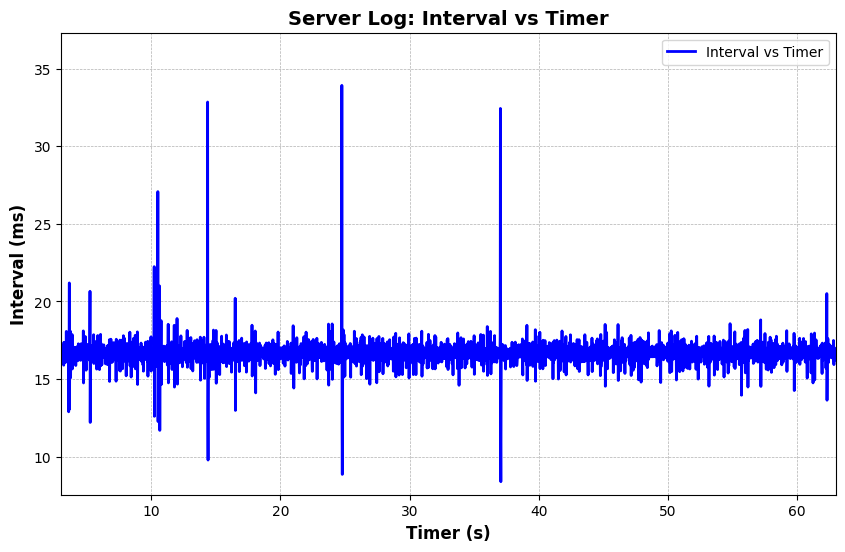 Server Log: Interval vs Timer
Interval vs Timer
35
30
25
20
15
10
Interval (ms)
10 20 30 40 50 60
Timer (s)